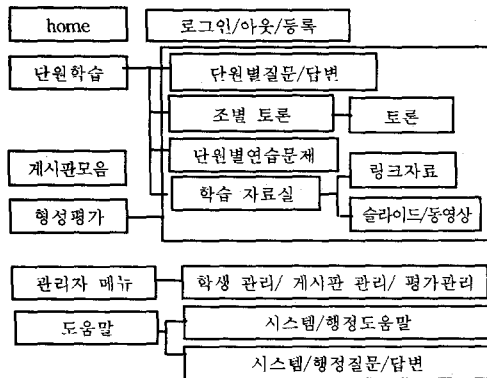 home 로그인/아웃/등록
단원학습 단원별질문/답변
조별 토론 토론
게시판모음 단원별연습문제
학습 자료실 링크자료
형성평가 슬라이드/동영상
관리자 메뉴 학생 관리/ 게시판 관리/ 평가관리
도움말 시스템/행정도움말
시스템/행정질문/답변